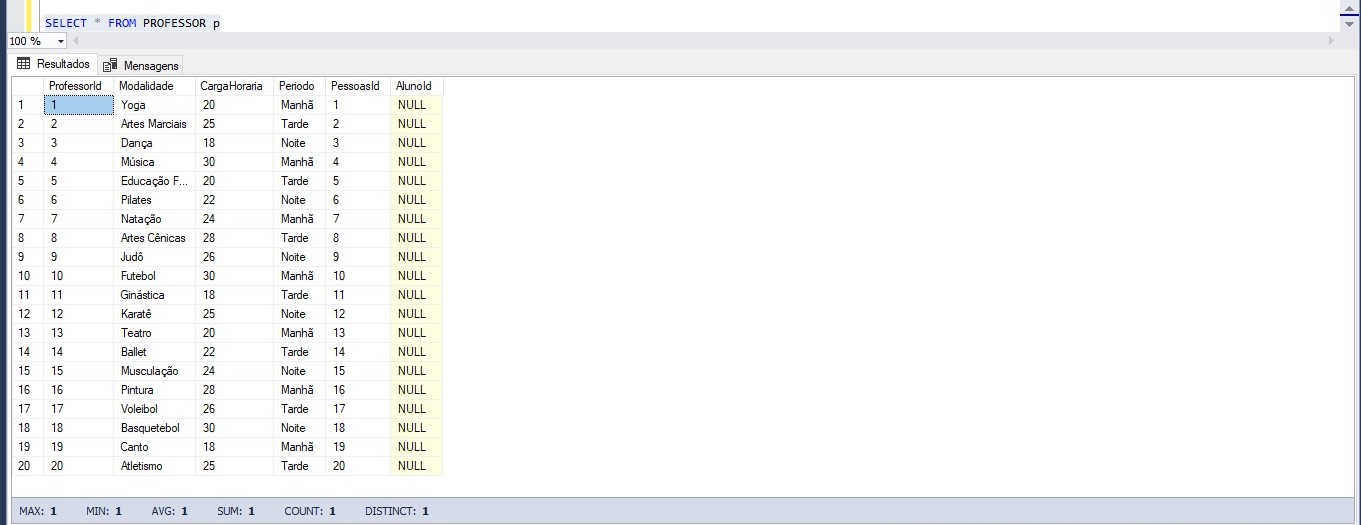 SELECT * FROM PROFESSOR p
100 %
Resultados Mensagens
ProfessorId Modalidade CargaHoraria Periodo PessoasId AlunoId
1 1 Yoga 20 Manhã 1 NULL
2 2 Artes Marciais 25 Tarde 2 NULL
3 3 Dança 18 Noite 3 NULL
4 4 Música 30 Manhã 4 NULL
5 5 Educação F... 20 Tarde 5 NULL
6 6 Pilates 22 Noite 6 NULL
7 7 Natação 24 Manhã 7 NULL
8 8 Artes Cênicas 28 Tarde 8 NULL
9 9 Judô 26 Noite 9 NULL
10 10 Futebol 30 Manhã 10 NULL
11 11 Ginástica 18 Tarde 11 NULL
12 12 Karatê 25 Noite 12 NULL
13 13 Teatro 20 Manhã 13 NULL
14 14 Ballet 22 Tarde 14 NULL
15 15 Musculação 24 Noite 15 NULL
16 16 Pintura 28 Manhã 16 NULL
17 17 Voleibol 26 Tarde 17 NULL
18 18 Basquetebol 30 Noite 18 NULL
19 19 Canto 18 Manhã 19 NULL
20 20 Atletismo 25 Tarde 20 NULL
MAX: 1 MIN: 1 AVG: 1 SUM: 1 COUNT: 1 DISTINCT: 1